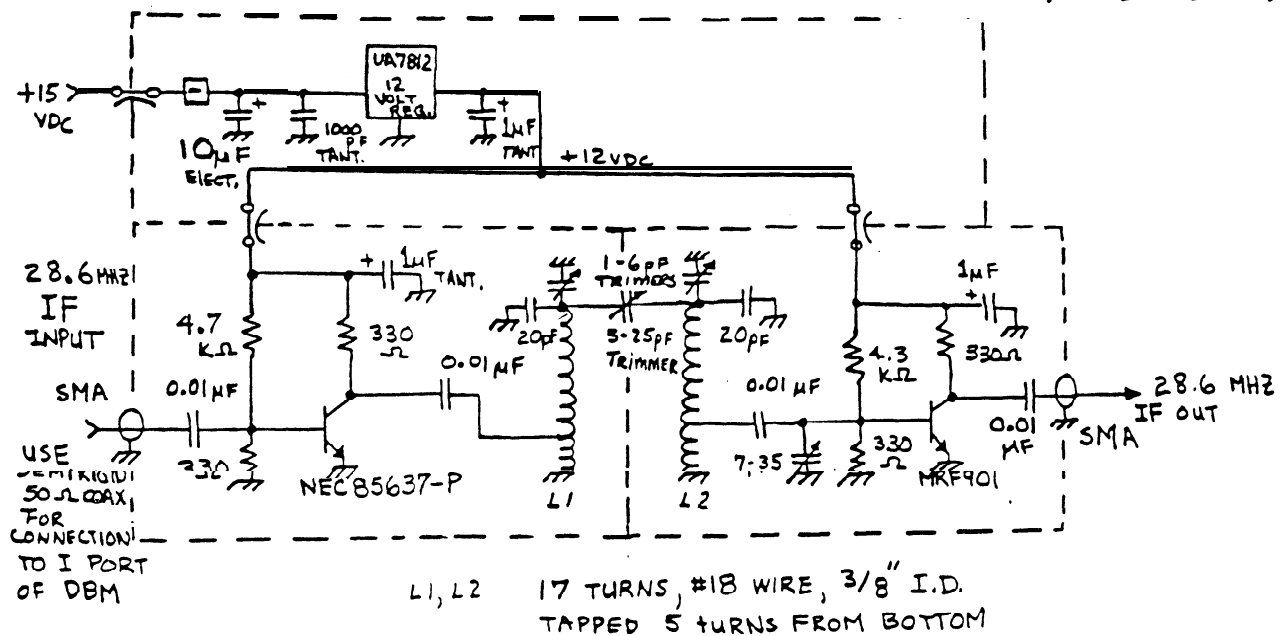 UA7812
12
VOLT
REG.
+15
VDC
10µF
ELECT.
+
1000
PF
TANT.
+
1µF
TANT
+12VDC
28.6MHZ
IF
INPUT
SMA
USE
50Ω COAX
FOR
CONNECTION
TO I PORT
OF DBM
4.7
KΩ
0.01µF
330
+
1µF
TANT.
330
Ω
NEC85637-P
0.01µF
20pF
L1
1-6pF
TRIMERS
3-25pF
TRIMMER
L2
20pF
0.01µF
7-35
4.3
KΩ
330
Ω
+
1µF
330Ω
MRF901
0.01
µF
SMA
28.6 MHZ
IF OUT
L1, L2 17 TURNS, #18 WIRE, 3/8" I.D.
TAPPED 5 TURNS FROM BOTTOM